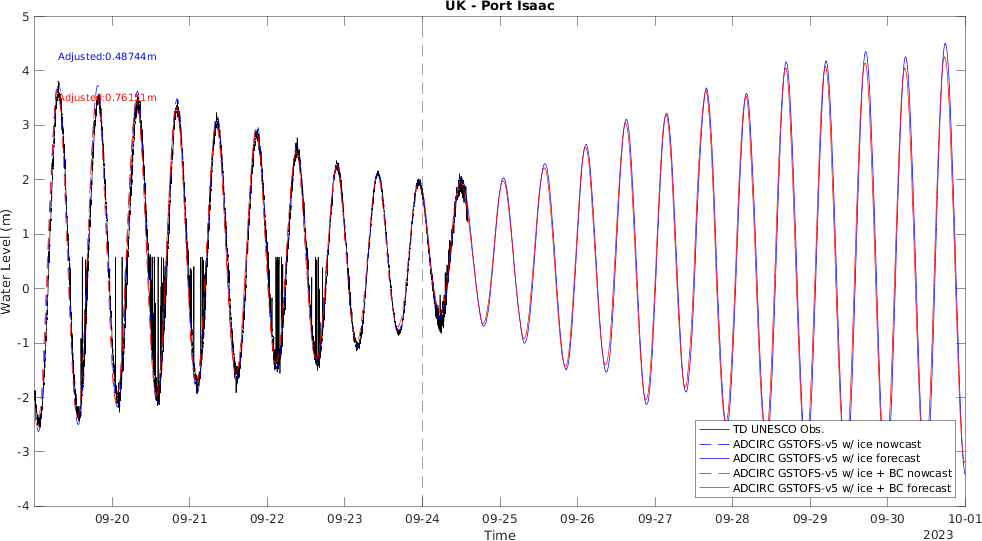 UK - Port Isaac
5
Adjusted:0.48744m
4
3
2
1
0
-1
-2
-3
-4
Water Level (m)
TD UNESCO Obs.
ADCIRC GSTOFS-v5 w/ ice nowcast
ADCIRC GSTOFS-v5 w/ ice forecast
ADCIRC GSTOFS-v5 w/ ice + BC nowcast
ADCIRC GSTOFS-v5 w/ ice + BC forecast
09-20 09-21 09-22 09-23 09-24 09-25 09-26 09-27 09-28 09-29 09-30 10-01
Time
2023